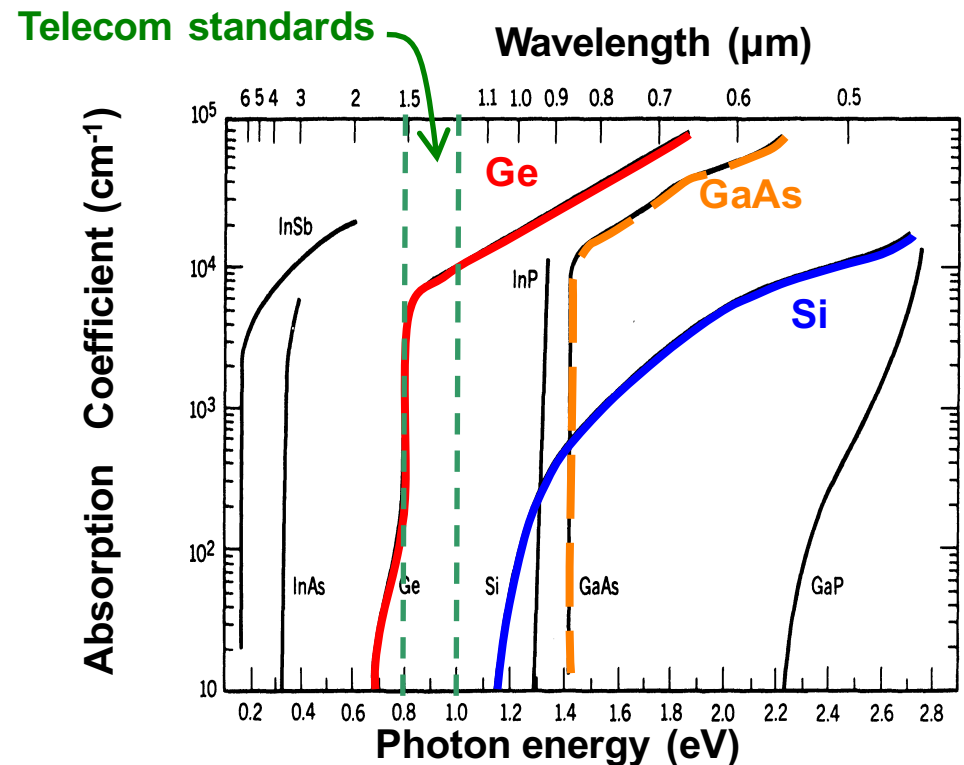 Telecom standards
Wavelength (µm)
6 5 4 3 2 1.5 1.1 1.0 0.9 0.8 0.7 0.6 0.5
Absorption Coefficient (cm-1)
10⁵
10⁴
10³
10²
10
Ge
GaAs
InSb
InP
Si
InAs
Ge
Si
GaAs
GaP
0.2 0.4 0.6 0.8 1.0 1.2 1.4 1.6 1.8 2.0 2.2 2.4 2.6 2.8
Photon energy (eV)